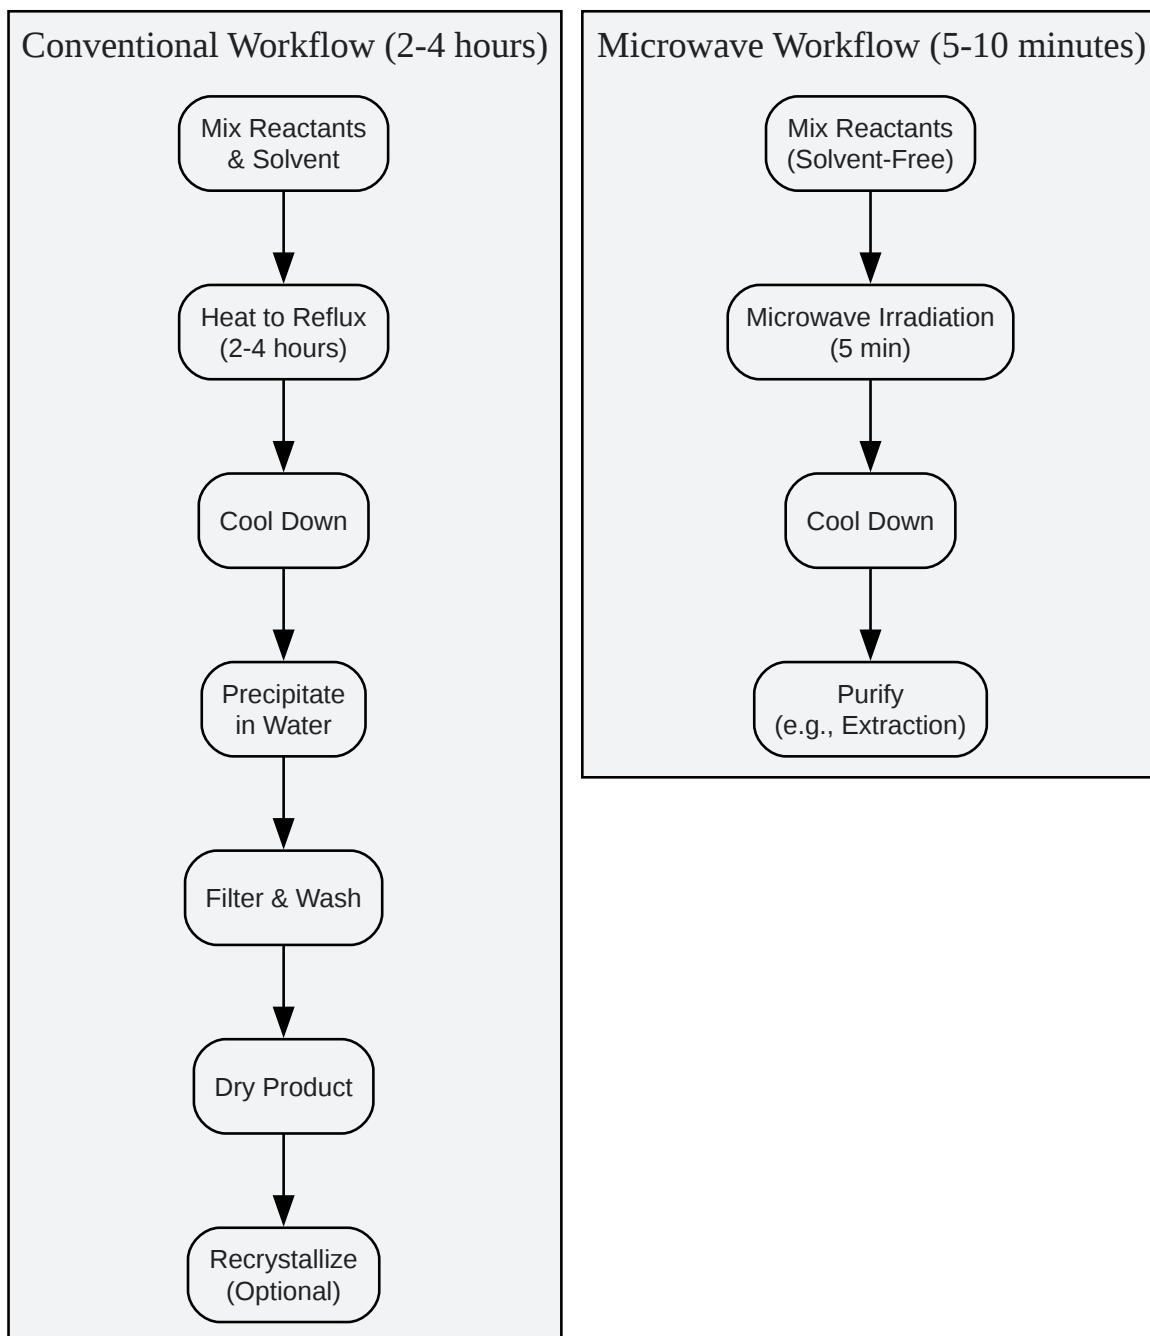 Conventional Workflow (2-4 hours)
Mix Reactants
& Solvent
Heat to Reflux
(2-4 hours)
Cool Down
Precipitate
in Water
Filter & Wash
Dry Product
Recrystallize
(Optional)
Microwave Workflow (5-10 minutes)
Mix Reactants
(Solvent-Free)
Microwave Irradiation
(5 min)
Cool Down
Purify
(e.g., Extraction)